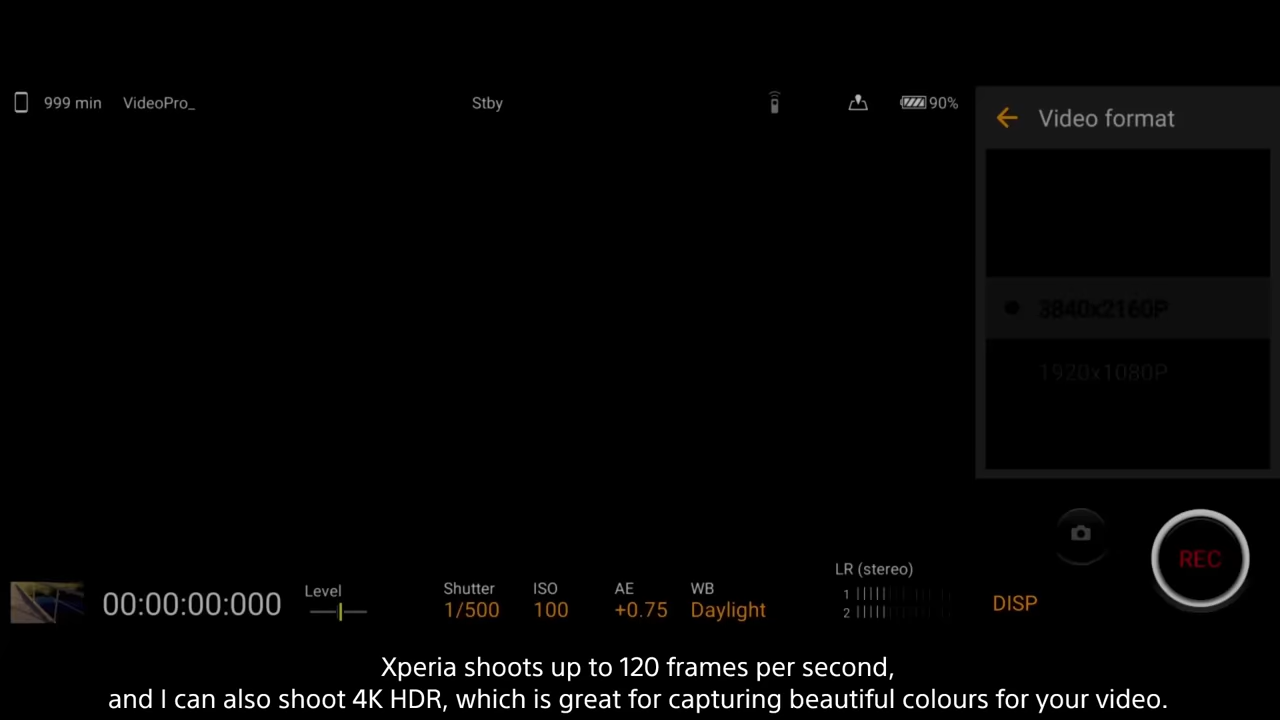 999 min VideoPro_ Stby 90%
Video format
3840x2160P
1920x1080P
REC
LR (stereo)
1
2
Level
00:00:00:000
Shutter ISO AE WB
1/500 100 +0.75 Daylight
DISP
Xperia shoots up to 120 frames per second,
and I can also shoot 4K HDR, which is great for capturing beautiful colours for your video.